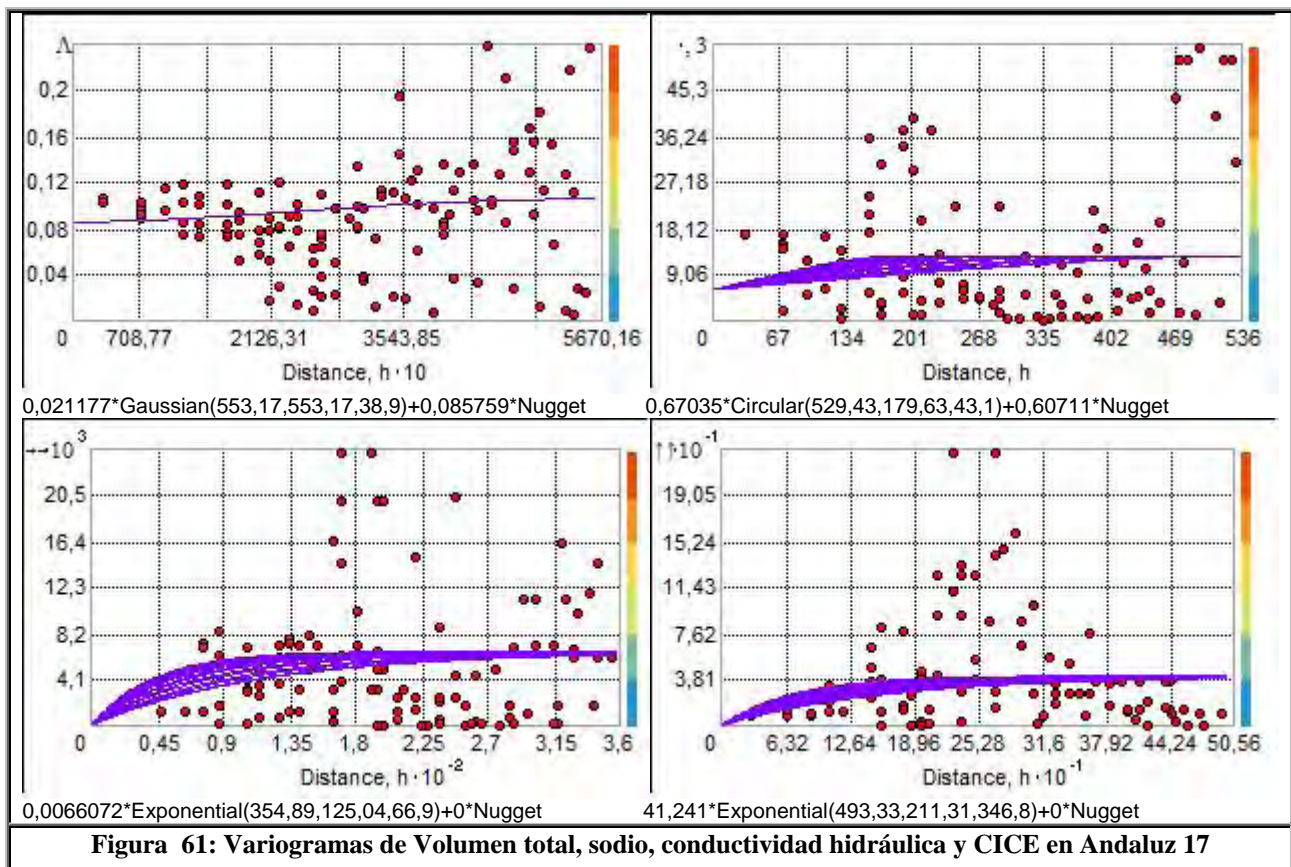 Λ
0,2
0,16
0,12
0,08
0,04
0 708,77 2126,31 3543,85 5670,16
Distance, h·10
0,021177*Gaussian(553,17,553,17,38,9)+0,085759*Nugget
·, 3
45,3
36,24
27,18
18,12
9,06
0 67 134 201 268 335 402 469 536
Distance, h
0,67035*Circular(529,43,179,63,43,1)+0,60711*Nugget
·10³
20,5
16,4
12,3
8,2
4,1
0 0,45 0,9 1,35 1,8 2,25 2,7 3,15 3,6
Distance, h·10⁻²
0,0066072*Exponential(354,89,125,04,66,9)+0*Nugget
·10⁻¹
19,05
15,24
11,43
7,62
3,81
0 6,32 12,64 18,96 25,28 31,6 37,92 44,24 50,56
Distance, h·10⁻¹
41,241*Exponential(493,33,211,31,346,8)+0*Nugget
Figura 61: Variogramas de Volumen total, sodio, conductividad hidráulica y CICE en Andaluz 17